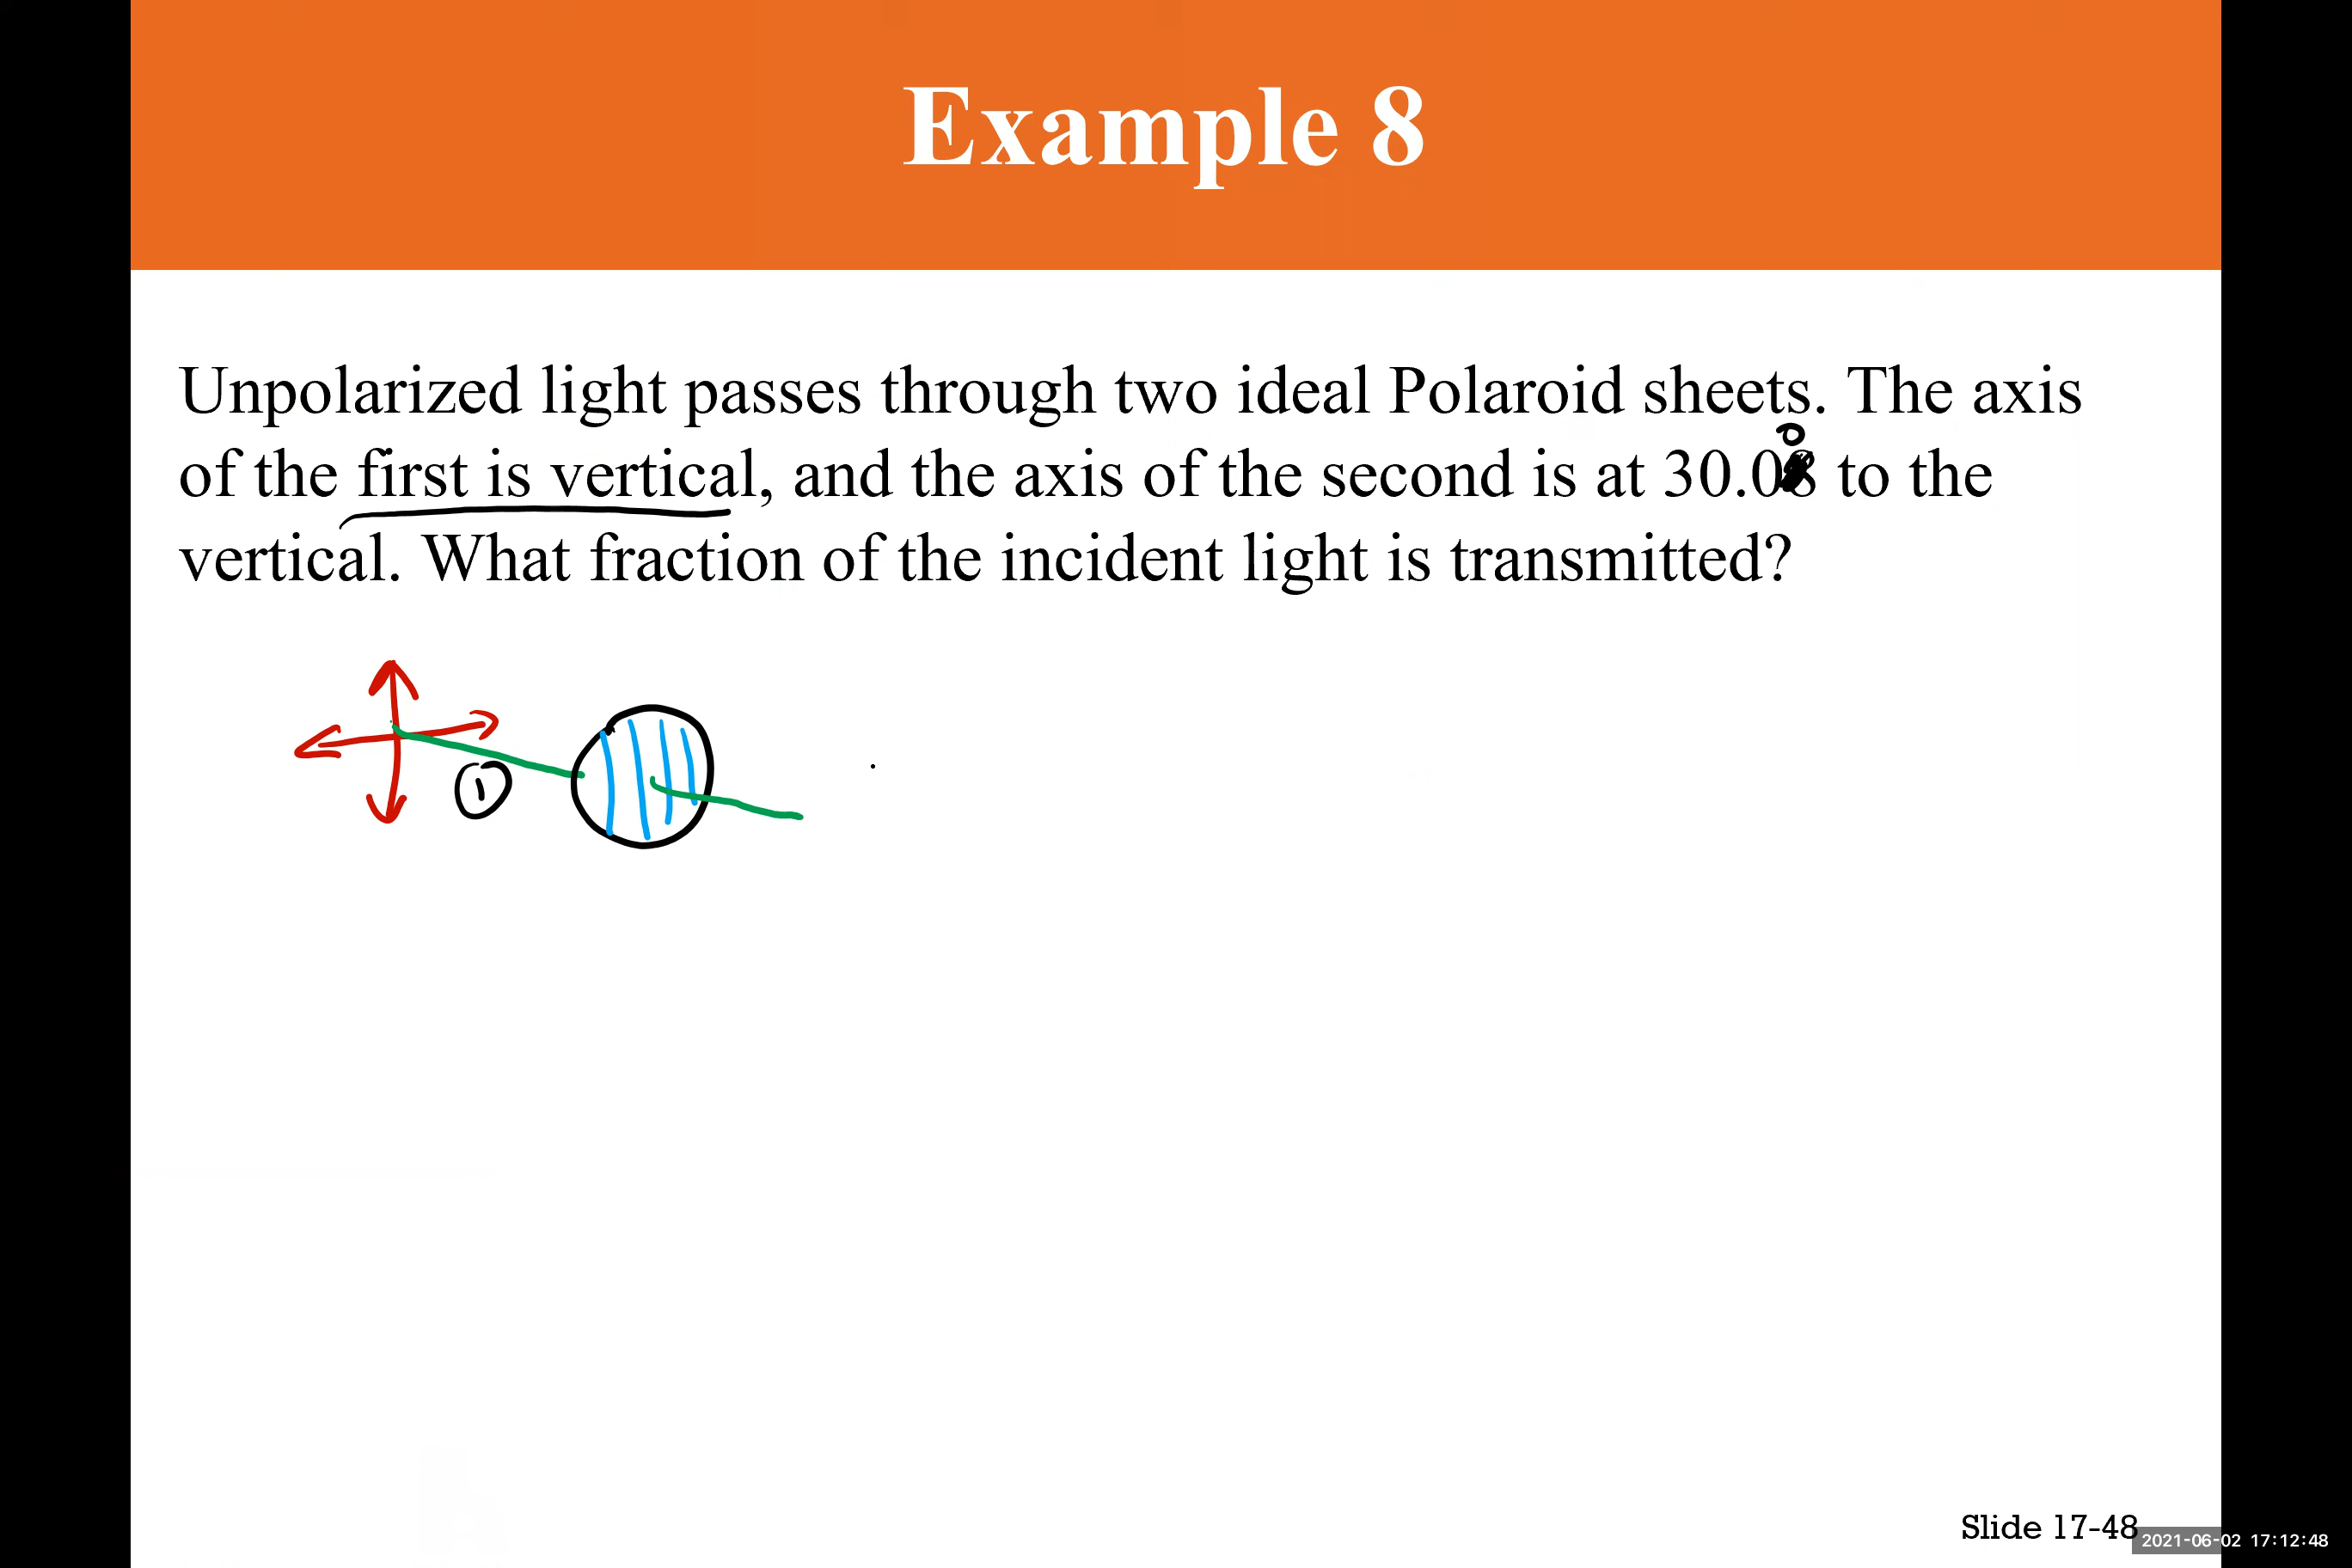 Example 8
Unpolarized light passes through two ideal Polaroid sheets. The axis
of the first is vertical, and the axis of the second is at 30.0° to the
vertical. What fraction of the incident light is transmitted?
1
Slide 17-48
2021-06-02 17:12:48